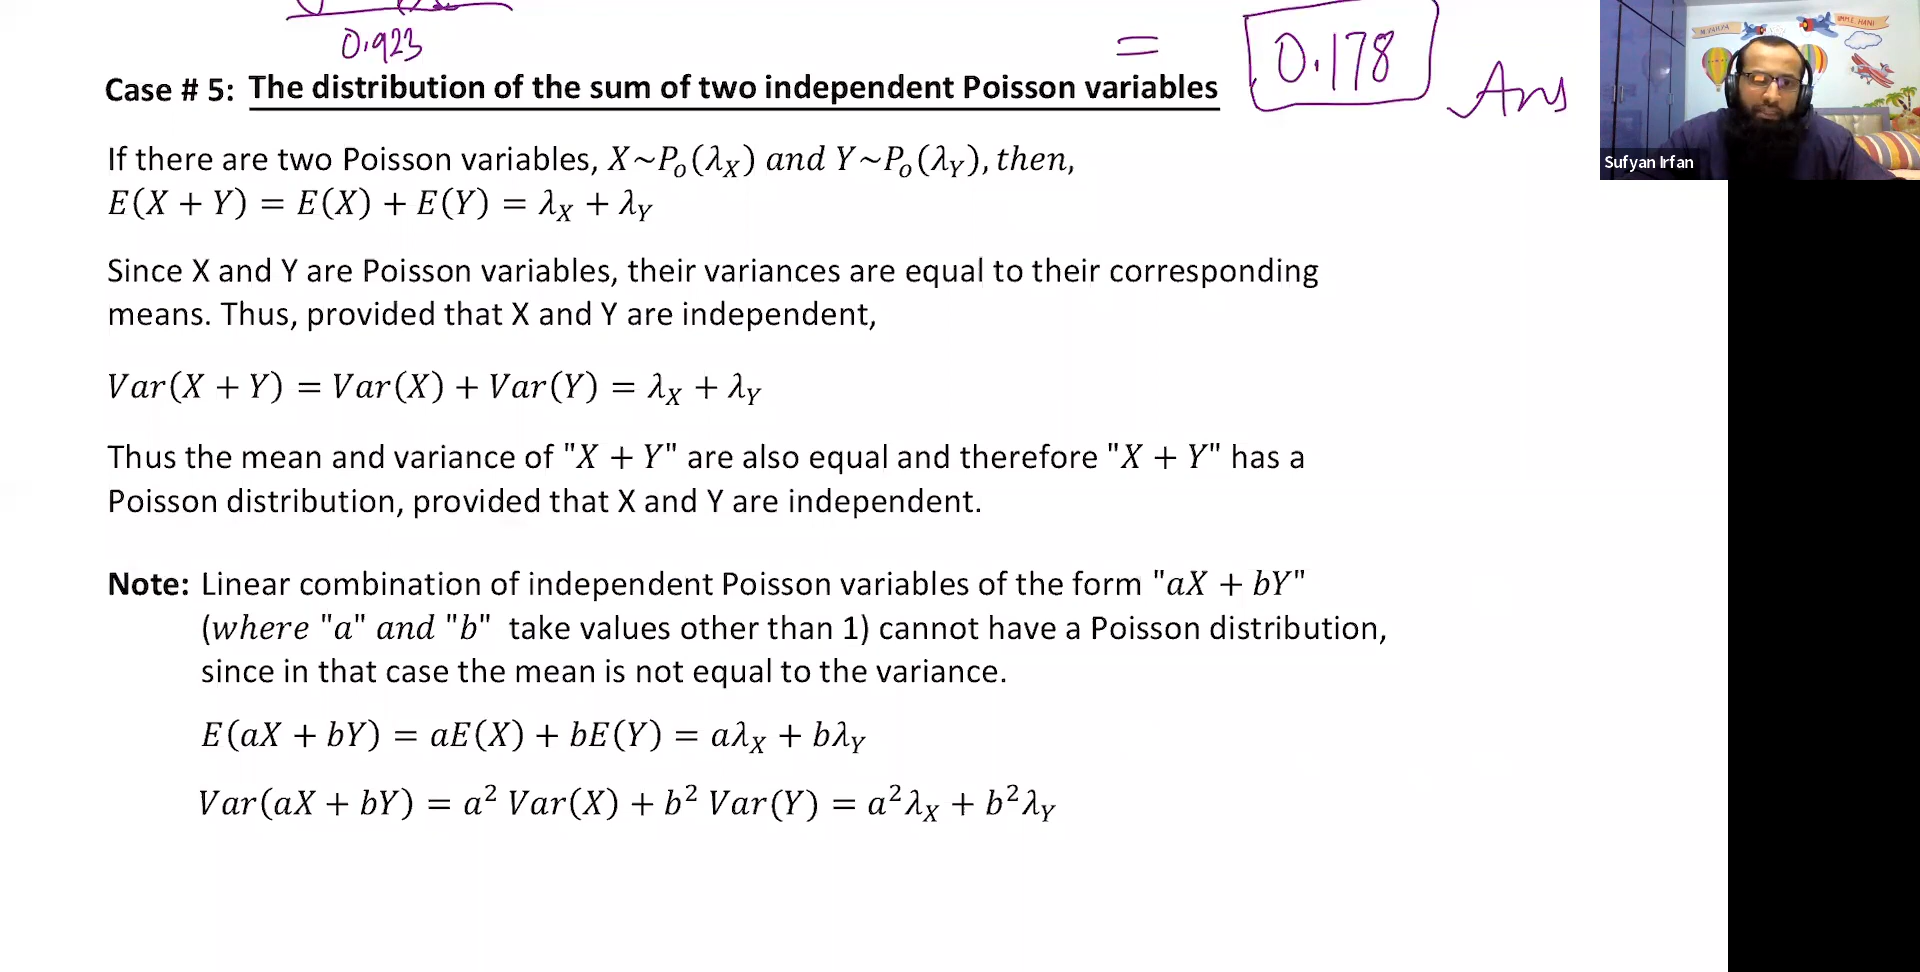 0.923
= 0.178
Ans
Case # 5: The distribution of the sum of two independent Poisson variables
If there are two Poisson variables, X~Pₒ(λ_X) and Y~Pₒ(λ_Y), then,
E(X + Y) = E(X) + E(Y) = λ_X + λ_Y
Since X and Y are Poisson variables, their variances are equal to their corresponding
means. Thus, provided that X and Y are independent,
Var(X + Y) = Var(X) + Var(Y) = λ_X + λ_Y
Thus the mean and variance of "X + Y" are also equal and therefore "X + Y" has a
Poisson distribution, provided that X and Y are independent.
Note: Linear combination of independent Poisson variables of the form "aX + bY"
(where "a" and "b" take values other than 1) cannot have a Poisson distribution,
since in that case the mean is not equal to the variance.
E(aX + bY) = aE(X) + bE(Y) = aλ_X + bλ_Y
Var(aX + bY) = a² Var(X) + b² Var(Y) = a²λ_X + b²λ_Y
Sufyan Irfan